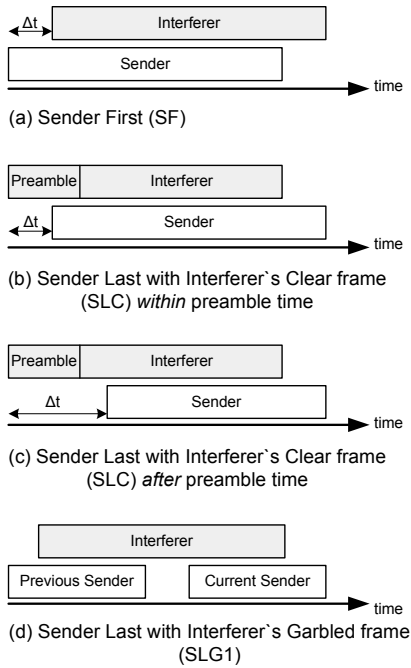 Δt
Interferer
Sender
time
(a) Sender First (SF)
Preamble
Interferer
Δt
Sender
time
(b) Sender Last with Interferer`s Clear frame
(SLC) within preamble time
Preamble
Interferer
Δt
Sender
time
(c) Sender Last with Interferer`s Clear frame
(SLC) after preamble time
Interferer
Previous Sender
Current Sender
time
(d) Sender Last with Interferer`s Garbled frame
(SLG1)